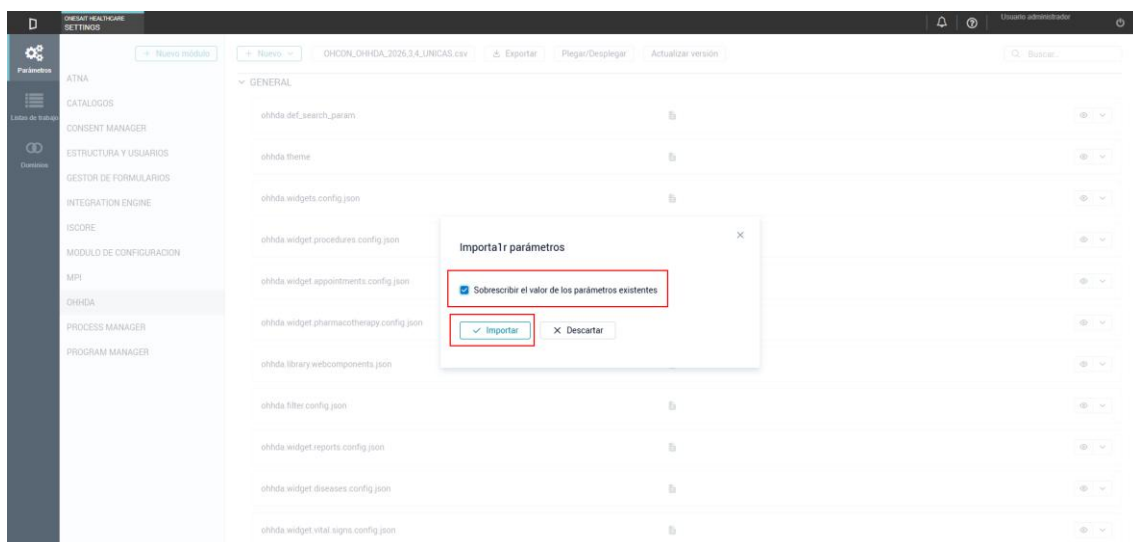 ONESAIT HEALTHCARE
SETTINGS
Usuario administrador
Parámetros
Listas de trabajo
Dominios
+ Nuevo módulo
ATNA
CATALOGOS
CONSENT MANAGER
ESTRUCTURA Y USUARIOS
GESTOR DE FORMULARIOS
INTEGRATION ENGINE
ISCORE
MODULO DE CONFIGURACION
MPI
OHHDA
PROCESS MANAGER
PROGRAM MANAGER
+ Nuevo OHCON_OHHDA_2026.3.4_UNICAS.csv Exportar Plegar/Desplegar Actualizar versión Buscar...
GENERAL
ohhda.def_search_param
ohhda.theme
ohhda.widgets.config.json
ohhda.widget.procedures.config.json
ohhda.widget.appointments.config.json
ohhda.widget.pharmacotherapy.config.json
ohhda.library.webcomponents.json
ohhda.filter.config.json
ohhda.widget.reports.config.json
ohhda.widget.diseases.config.json
ohhda.widget.vital.signs.config.json
Importa1r parámetros
Sobrescribir el valor de los parámetros existentes
Importar Descartar